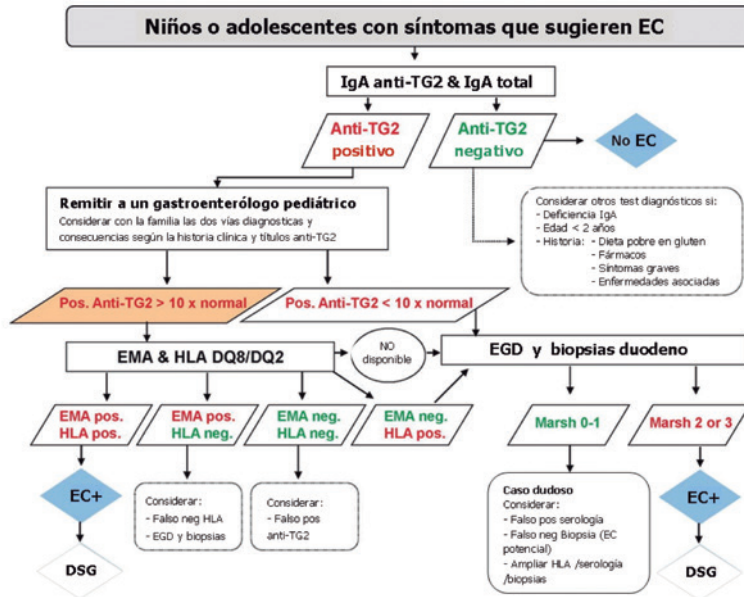 Niños o adolescentes con síntomas que sugieren EC
IgA anti-TG2 & IgA total
Anti-TG2
positivo
Anti-TG2
negativo
No EC
Remitir a un gastroenterólogo pediátrico
Considerar con la familia las dos vías diagnosticas y
consecuencias según la historia clínica y títulos anti-TG2
Considerar otros test diagnósticos si:
- Deficiencia IgA
- Edad < 2 años
- Historia: - Dieta pobre en gluten
- Fármacos
- Síntomas graves
- Enfermedades asociadas
Pos. Anti-TG2 > 10 x normal
Pos. Anti-TG2 < 10 x normal
EMA & HLA DQ8/DQ2
NO
disponible
EGD y biopsias duodeno
EMA pos.
HLA pos.
EMA pos.
HLA neg.
EMA neg.
HLA neg.
EMA neg.
HLA pos.
Marsh 0-1
Marsh 2 or 3
EC+
Considerar:
- Falso neg HLA
- EGD y biopsias
Considerar:
- Falso pos
anti-TG2
Caso dudoso
Considerar:
- Falso pos serología
- Falso neg Biopsia (EC
potencial)
- Ampliar HLA /serología
/biopsias
EC+
DSG
DSG